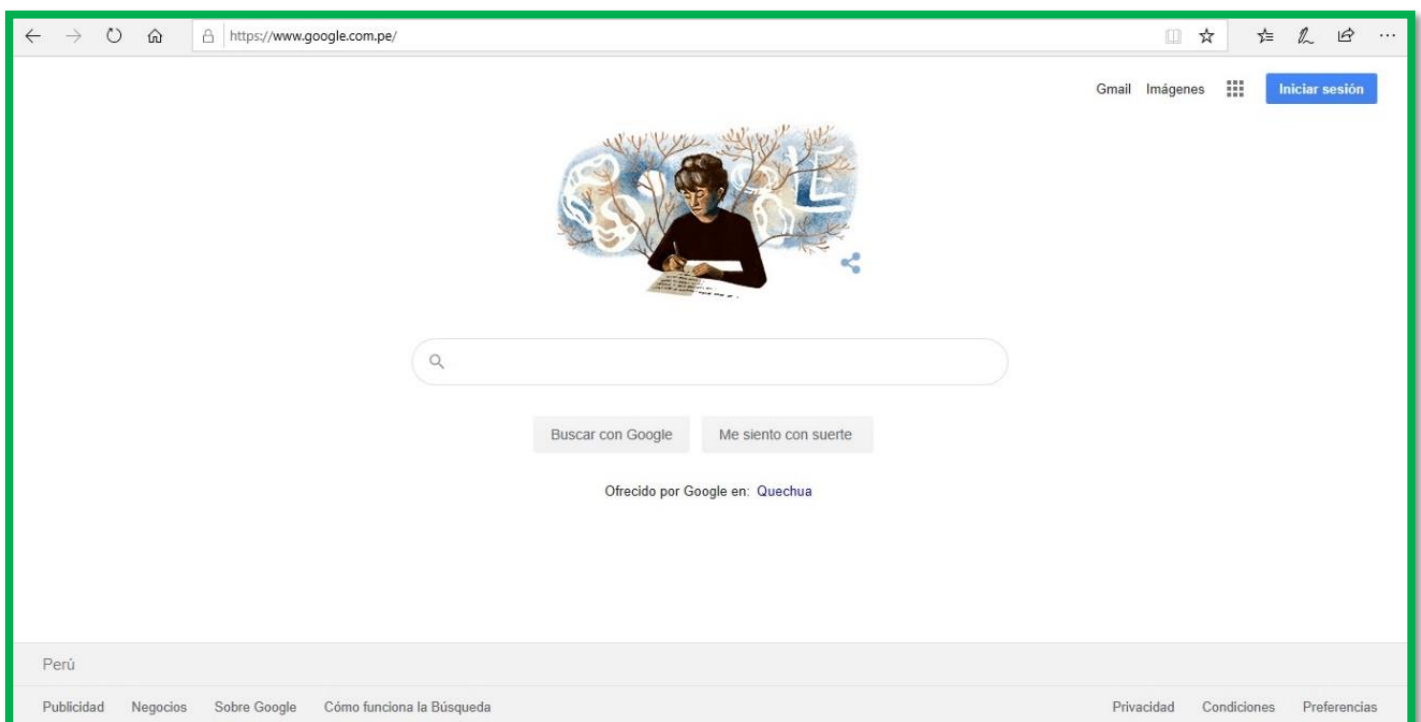 https://www.google.com.pe/
Gmail Imágenes Iniciar sesión
Buscar con Google Me siento con suerte
Ofrecido por Google en: Quechua
Perú
Publicidad Negocios Sobre Google Cómo funciona la Búsqueda Privacidad Condiciones Preferencias